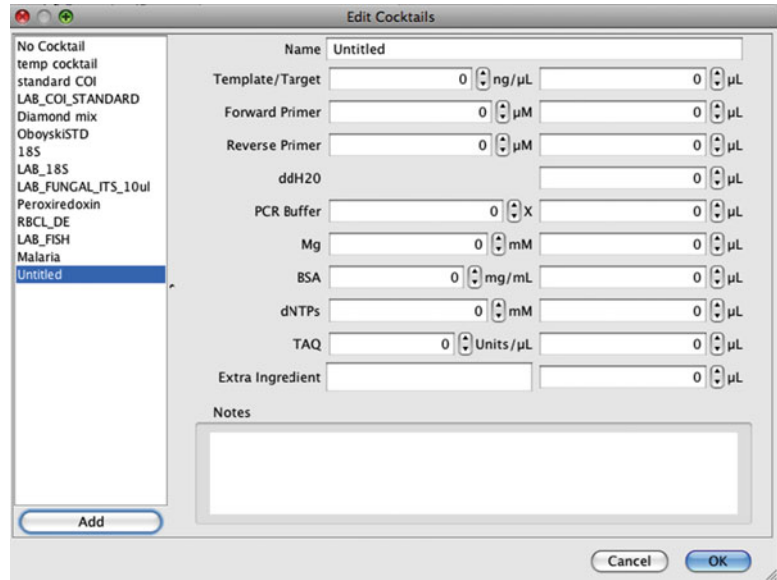 Edit Cocktails
No Cocktail
temp cocktail
standard COI
LAB_COI_STANDARD
Diamond mix
OboyskiSTD
18S
LAB_18S
LAB_FUNGAL_ITS_10ul
Peroxiredoxin
RBCL_DE
LAB_FISH
Malaria
Untitled
Add
Name Untitled
Template/Target 0 ng/µL 0 µL
Forward Primer 0 µM 0 µL
Reverse Primer 0 µM 0 µL
ddH20 0 µL
PCR Buffer 0 X 0 µL
Mg 0 mM 0 µL
BSA 0 mg/mL 0 µL
dNTPs 0 mM 0 µL
TAQ 0 Units/µL 0 µL
Extra Ingredient 0 µL
Notes
Cancel OK